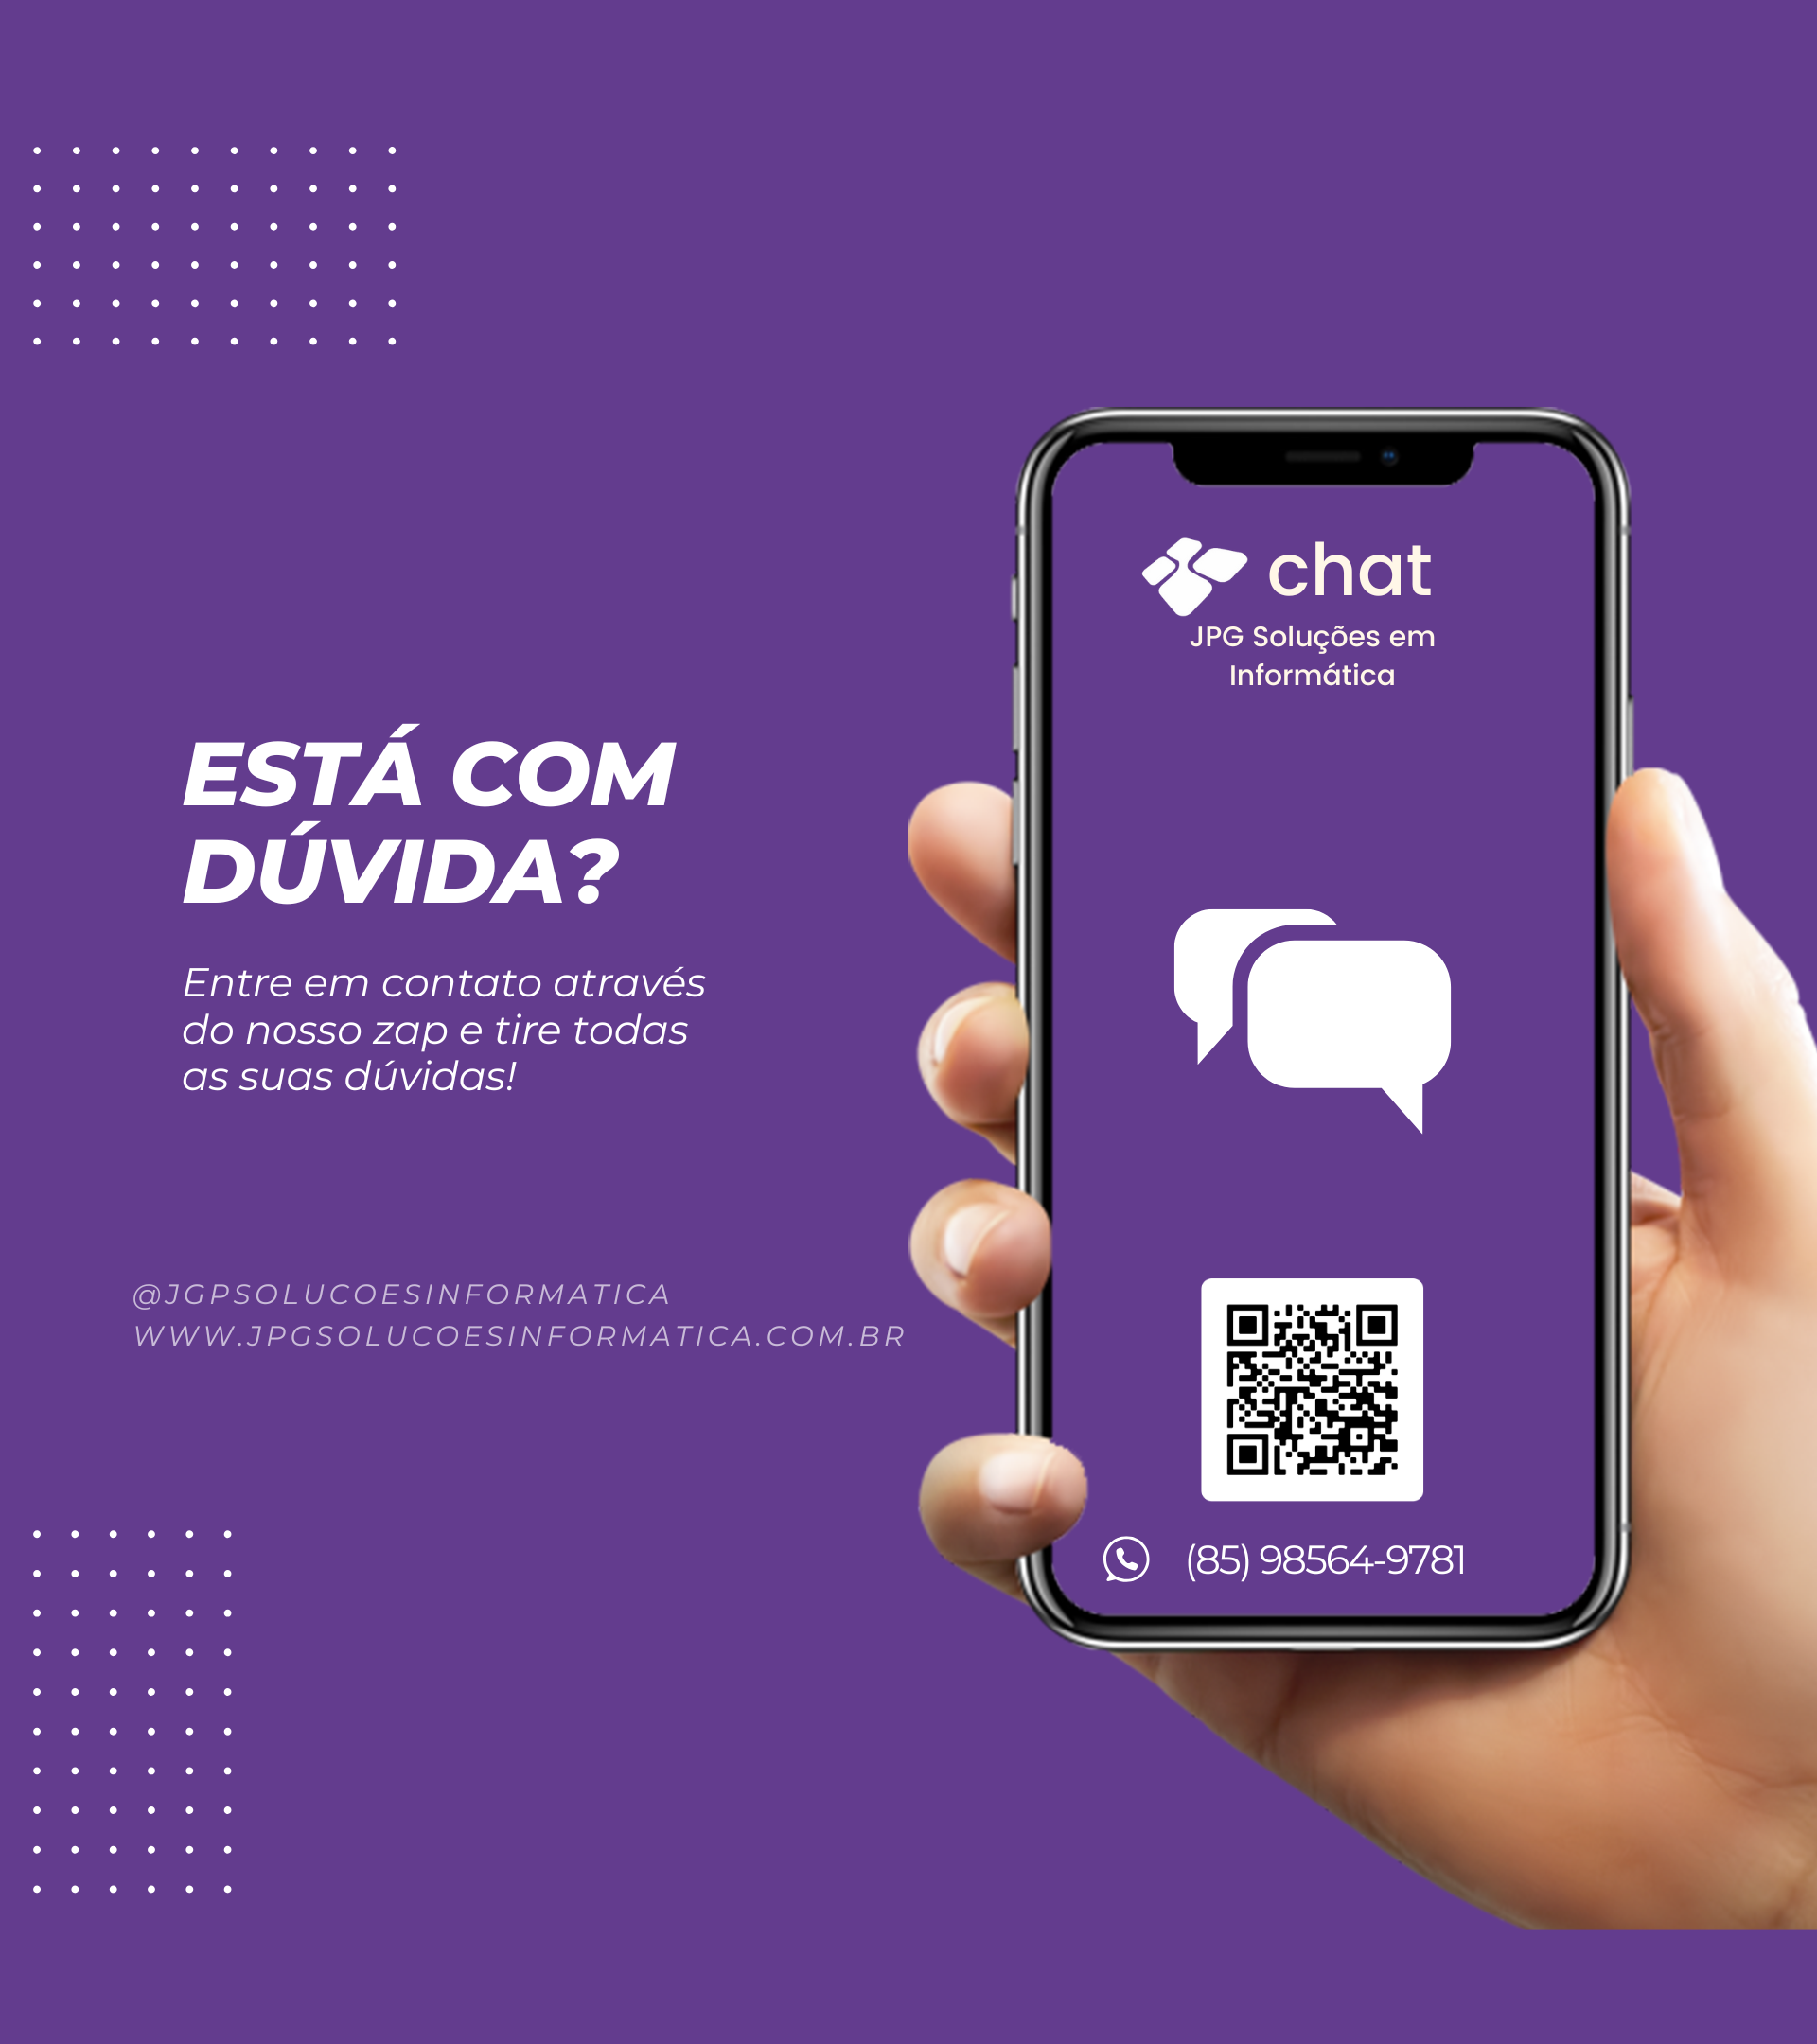 chat
JPG Soluções em
Informática
ESTÁ COM
DÚVIDA?
Entre em contato através
do nosso zap e tire todas
as suas dúvidas!
@JGPSOLUCOESINFORMATICA
WWW.JPGSOLUCOESINFORMATICA.COM.BR
(85) 98564-9781